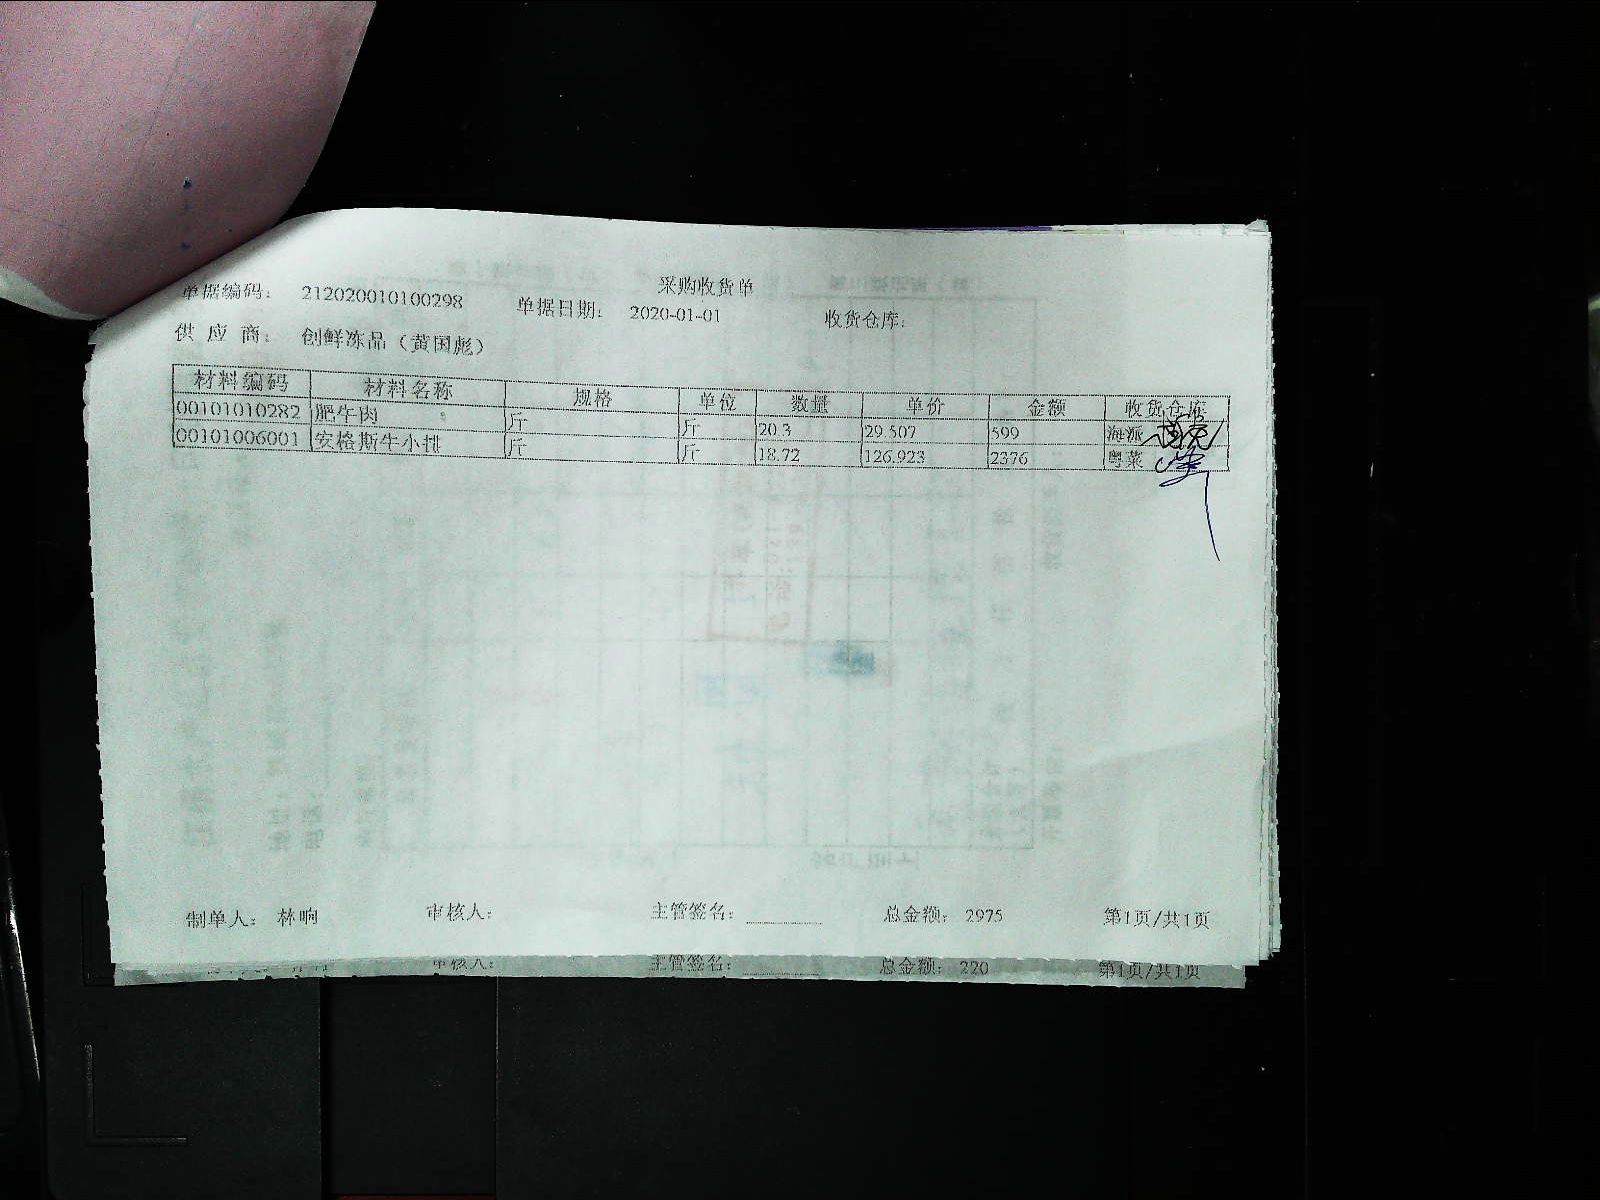 采购收货单
单据编码： 212020010100298 单据日期： 2020-01-01 收货仓库：
供 应 商： 创鲜冻品（黄国彪）
材料编码 材料名称 规格 单位 数量 单价 金额 收货仓库
00101010282 肥牛肉 斤 斤 20.3 29.507 599 海派
00101006001 安格斯牛小排 斤 斤 18.72 126.923 2376 粤菜
制单人： 林响 审核人： 主管签名： 总金额： 2975 第1页/共1页
审核人： 主管签名： 总金额： 220 第1页/共1页